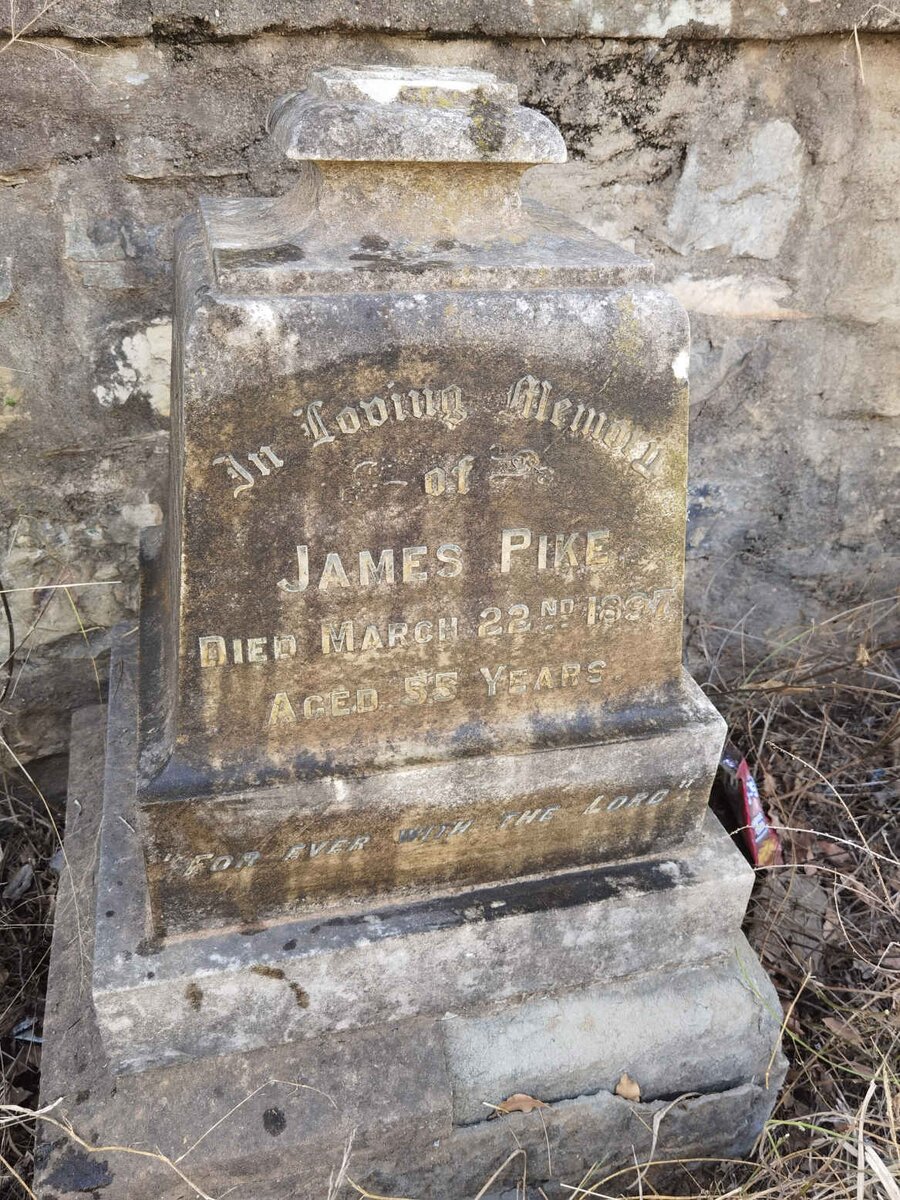 In Loving Memory
of
JAMES PIKE
DIED MARCH 22ND 1897
AGED 55 YEARS.
"FOR EVER WITH THE LORD"